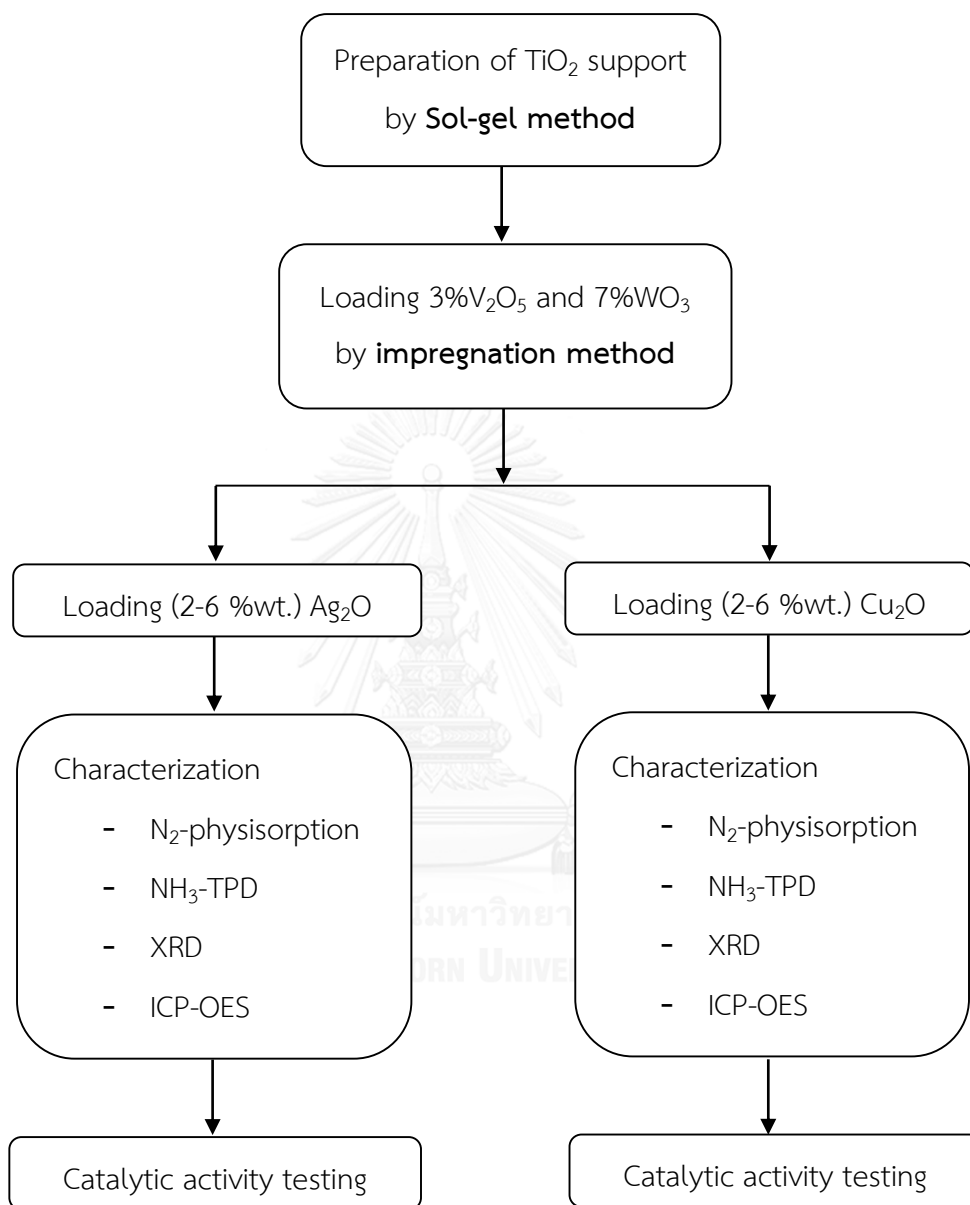 Preparation of TiO₂ support
by Sol-gel method
Loading 3%V₂O₅ and 7%WO₃
by impregnation method
Loading (2-6 %wt.) Ag₂O
Loading (2-6 %wt.) Cu₂O
Characterization
- N₂-physisorption
- NH₃-TPD
- XRD
- ICP-OES
Characterization
- N₂-physisorption
- NH₃-TPD
- XRD
- ICP-OES
Catalytic activity testing
Catalytic activity testing